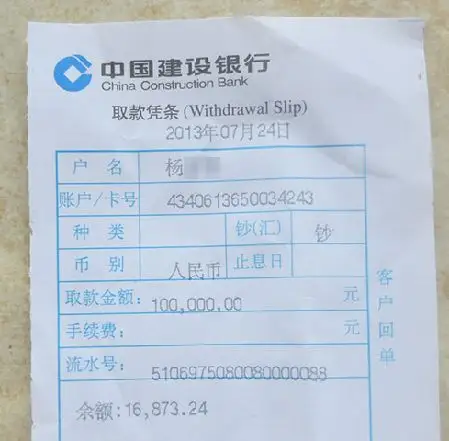 中国建设银行
China Construction Bank
取款凭条 (Withdrawal Slip)
2013年07月24日
户 名 杨
账户/卡号 4340613650034243
种 类 钞(汇) 钞
币 别 人民币 止息日
取款金额: 100,000.00 元
手续费: 元
流水号: 5106975080080000088
余额:16,873.24
客户回单